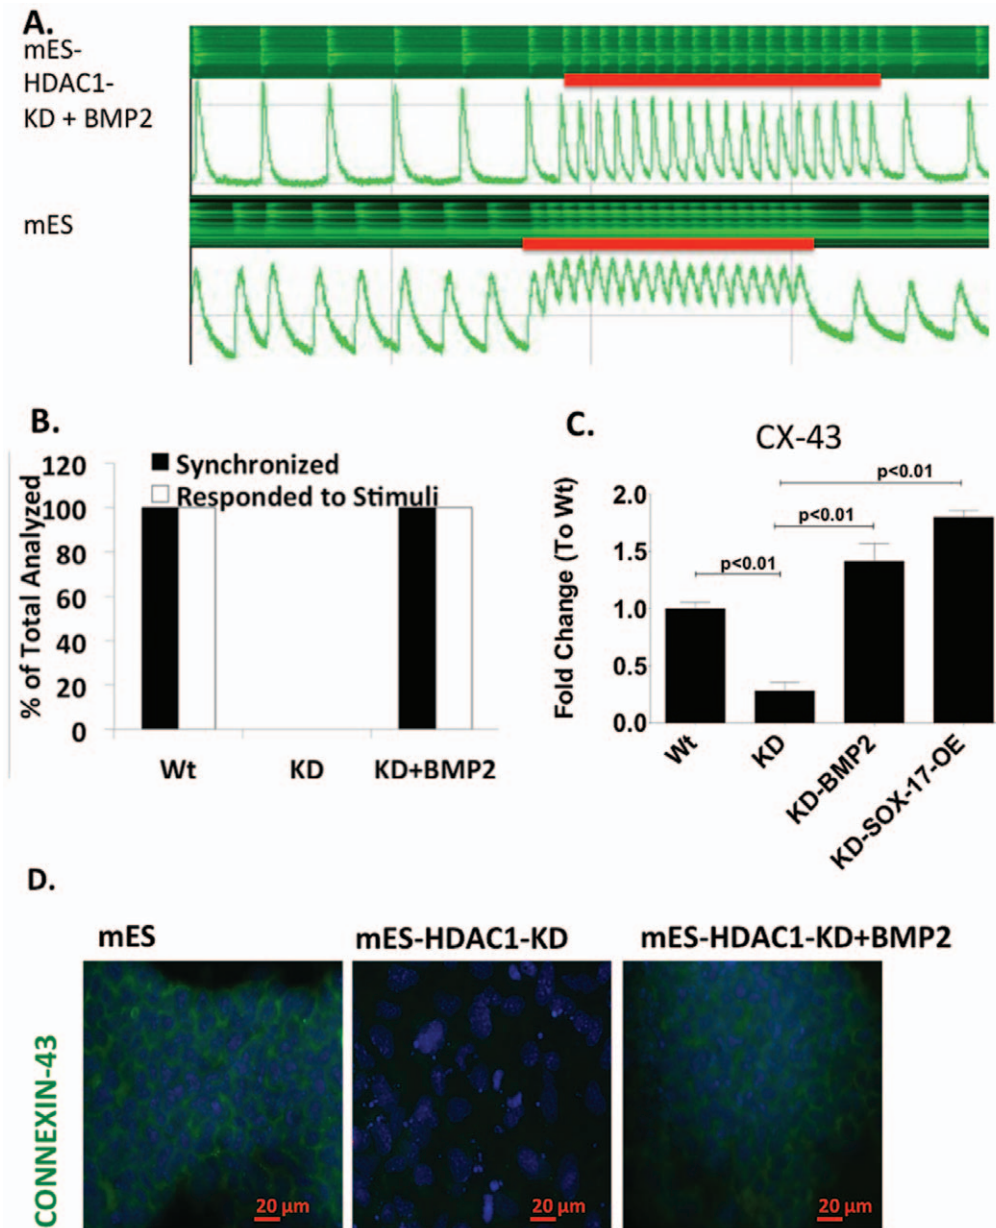 A.
mES-
HDAC1-
KD + BMP2
mES
B.
% of Total Analyzed
120
100
80
60
40
20
0
Synchronized
Responded to Stimuli
Wt KD KD+BMP2
C.
CX-43
Fold Change (To Wt)
2.0
1.5
1.0
0.5
0.0
p<0.01
p<0.01
p<0.01
Wt
KD
KD-BMP2
KD-SOX-17-OE
D.
mES mES-HDAC1-KD mES-HDAC1-KD+BMP2
CONNEXIN-43
20 µm 20 µm 20 µm